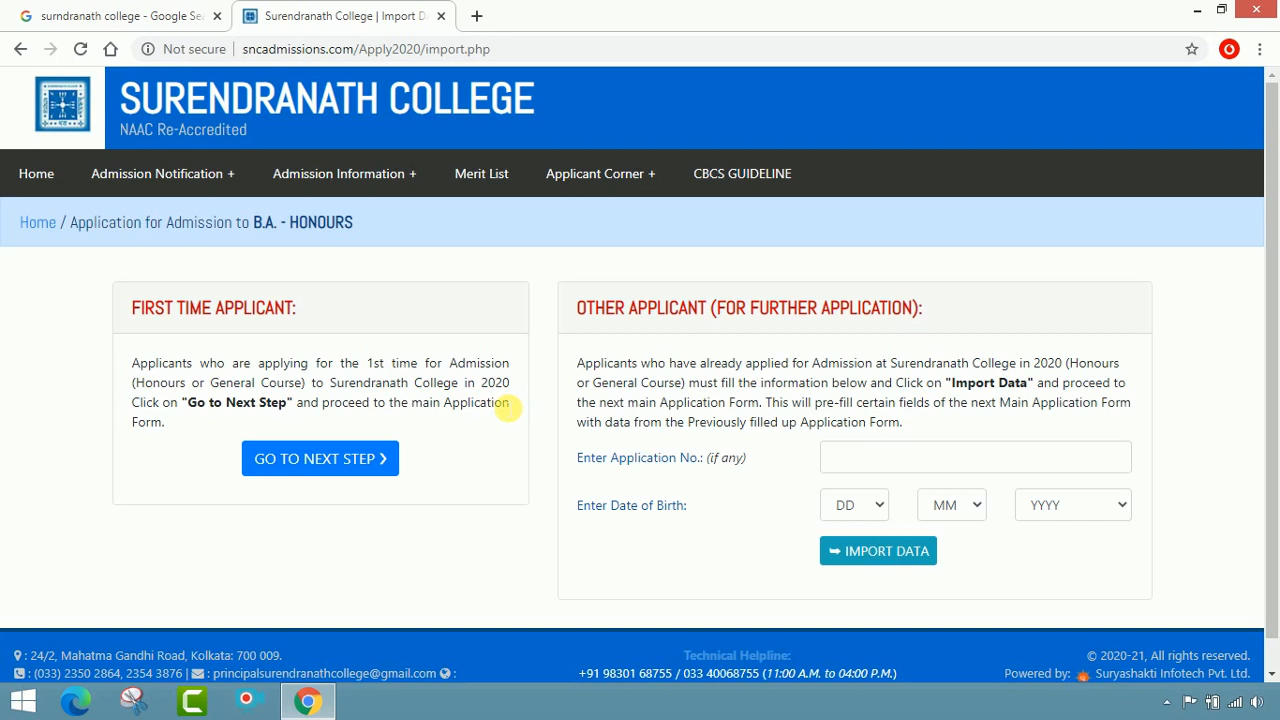 surndranath college - Google Sea
Surendranath College | Import D
Not secure
sncadmissions.com/Apply2020/import.php
SURENDRANATH COLLEGE
NAAC Re-Accredited
Home
Admission Notification +
Admission Information +
Merit List
Applicant Corner +
CBCS GUIDELINE
Home / Application for Admission to B.A. - HONOURS
FIRST TIME APPLICANT:
Applicants who are applying for the 1st time for Admission
(Honours or General Course) to Surendranath College in 2020
Click on "Go to Next Step" and proceed to the main Application
Form.
GO TO NEXT STEP
OTHER APPLICANT (FOR FURTHER APPLICATION):
Applicants who have already applied for Admission at Surendranath College in 2020 (Honours
or General Course) must fill the information below and Click on "Import Data" and proceed to
the next main Application Form. This will pre-fill certain fields of the next Main Application Form
with data from the Previously filled up Application Form.
Enter Application No.: (if any)
Enter Date of Birth:
DD
MM
YYYY
IMPORT DATA
: 24/2, Mahatma Gandhi Road, Kolkata: 700 009.
: (033) 2350 2864, 2354 3876 | : principalsurendranathcollege@gmail.com :
Technical Helpline:
+91 98301 68755 / 033 40068755 (11:00 A.M. to 04:00 P.M.)
© 2020-21, All rights reserved.
Powered by: Suryashakti Infotech Pvt. Ltd.